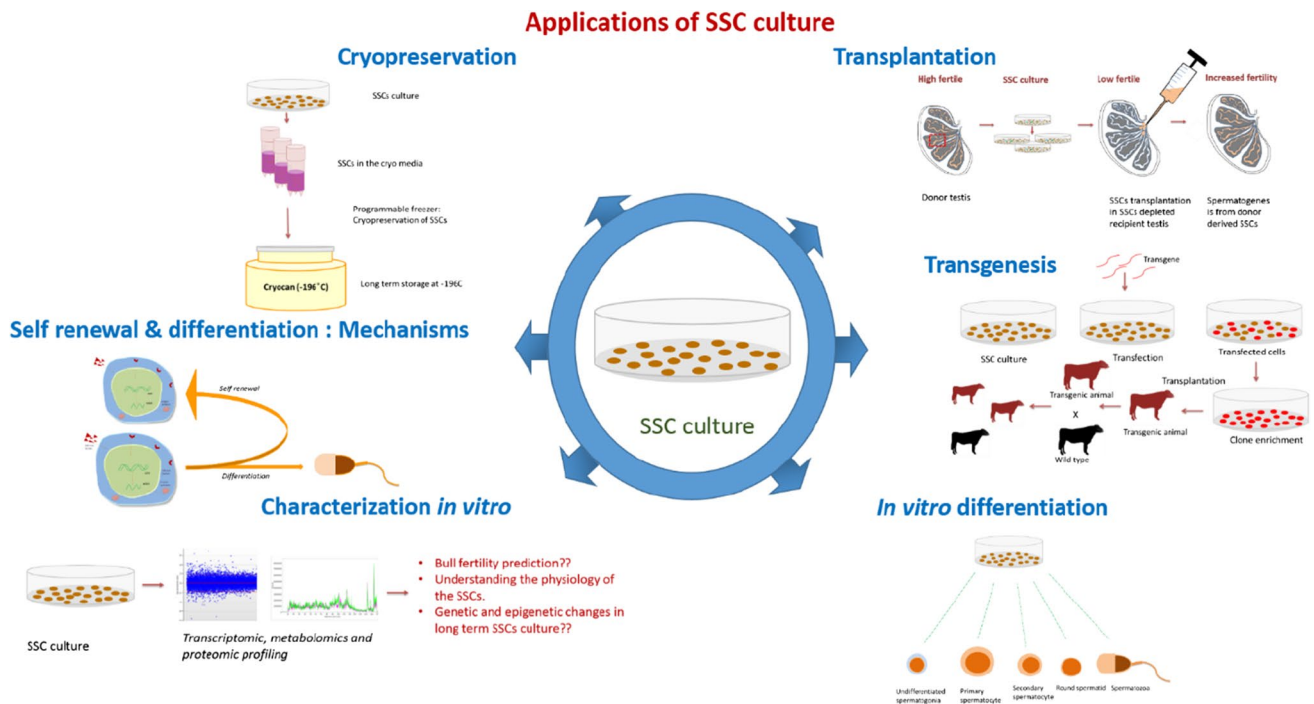 Applications of SSC culture
Cryopreservation
SSCs culture
SSCs in the cryo media
Programmable freezer:
Cryopreservation of SSCs
Cryocan (-196˚C)
Long term storage at -196C
Transplantation
High fertile
SSC culture
Low fertile
Increased fertility
Donor testis
SSCs transplantation
in SSCs depleted
recipient testis
Spermatogenes
is from donor
derived SSCs
Self renewal & differentiation : Mechanisms
Self renewal
Differentiation
SSC culture
Transgenesis
Transgene
SSC culture
Transfection
Transfected cells
Transplantation
Transgenic animal
X
Transgenic animal
Wild type
Clone enrichment
Characterization in vitro
SSC culture
Transcriptomic, metabolomics and
proteomic profiling
• Bull fertility prediction??
• Understanding the physiology of
the SSCs.
• Genetic and epigenetic changes in
long term SSCs culture??
In vitro differentiation
Undifferentiated
spermatogonia
Primary
spermatocyte
Secondary
spermatocyte
Round spermatid
Spermatozoa